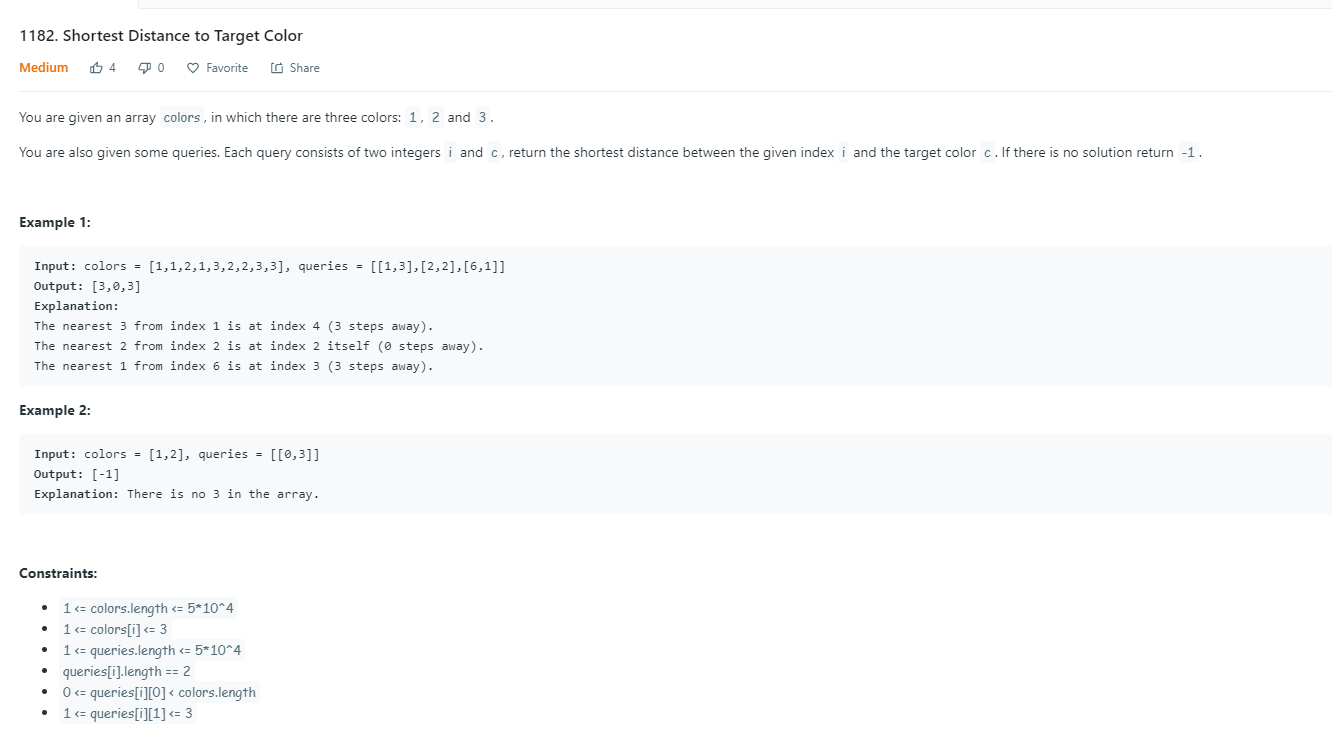 1182. Shortest Distance to Target Color
Medium 4 0 Favorite Share
You are given an array colors, in which there are three colors: 1, 2 and 3.
You are also given some queries. Each query consists of two integers i and c, return the shortest distance between the given index i and the target color c. If there is no solution return -1.
Example 1:
Input: colors = [1,1,2,1,3,2,2,3,3], queries = [[1,3],[2,2],[6,1]]
Output: [3,0,3]
Explanation:
The nearest 3 from index 1 is at index 4 (3 steps away).
The nearest 2 from index 2 is at index 2 itself (0 steps away).
The nearest 1 from index 6 is at index 3 (3 steps away).
Example 2:
Input: colors = [1,2], queries = [[0,3]]
Output: [-1]
Explanation: There is no 3 in the array.
Constraints:
1 <= colors.length <= 5*10^4
1 <= colors[i] <= 3
1 <= queries.length <= 5*10^4
queries[i].length == 2
0 <= queries[i][0] < colors.length
1 <= queries[i][1] <= 3